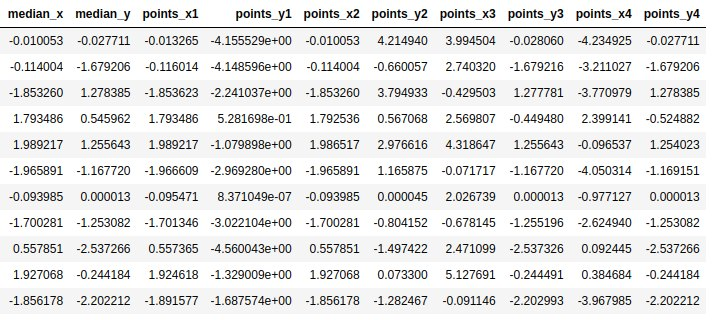 median_x median_y points_x1 points_y1 points_x2 points_y2 points_x3 points_y3 points_x4 points_y4
-0.010053 -0.027711 -0.013265 -4.155529e+00 -0.010053 4.214940 3.994504 -0.028060 -4.234925 -0.027711
-0.114004 -1.679206 -0.116014 -4.148596e+00 -0.114004 -0.660057 2.740320 -1.679216 -3.211027 -1.679206
-1.853260 1.278385 -1.853623 -2.241037e+00 -1.853260 3.794933 -0.429503 1.277781 -3.770979 1.278385
1.793486 0.545962 1.793486 5.281698e-01 1.792536 0.567068 2.569807 -0.449480 2.399141 -0.524882
1.989217 1.255643 1.989217 -1.079898e+00 1.986517 2.976616 4.318647 1.255643 -0.096537 1.254023
-1.965891 -1.167720 -1.966609 -2.969280e+00 -1.965891 1.165875 -0.071717 -1.167720 -4.050314 -1.169151
-0.093985 0.000013 -0.095471 8.371049e-07 -0.093985 0.000045 2.026739 0.000013 -0.977127 0.000013
-1.700281 -1.253082 -1.701346 -3.022104e+00 -1.700281 -0.804152 -0.678145 -1.255196 -2.624940 -1.253082
0.557851 -2.537266 0.557365 -4.560043e+00 0.557851 -1.497422 2.471099 -2.537326 0.092445 -2.537266
1.927068 -0.244184 1.924618 -1.329009e+00 1.927068 0.073300 5.127691 -0.244491 0.384684 -0.244184
-1.856178 -2.202212 -1.891577 -1.687574e+00 -1.856178 -1.282467 -0.091146 -2.202993 -3.967985 -2.202212